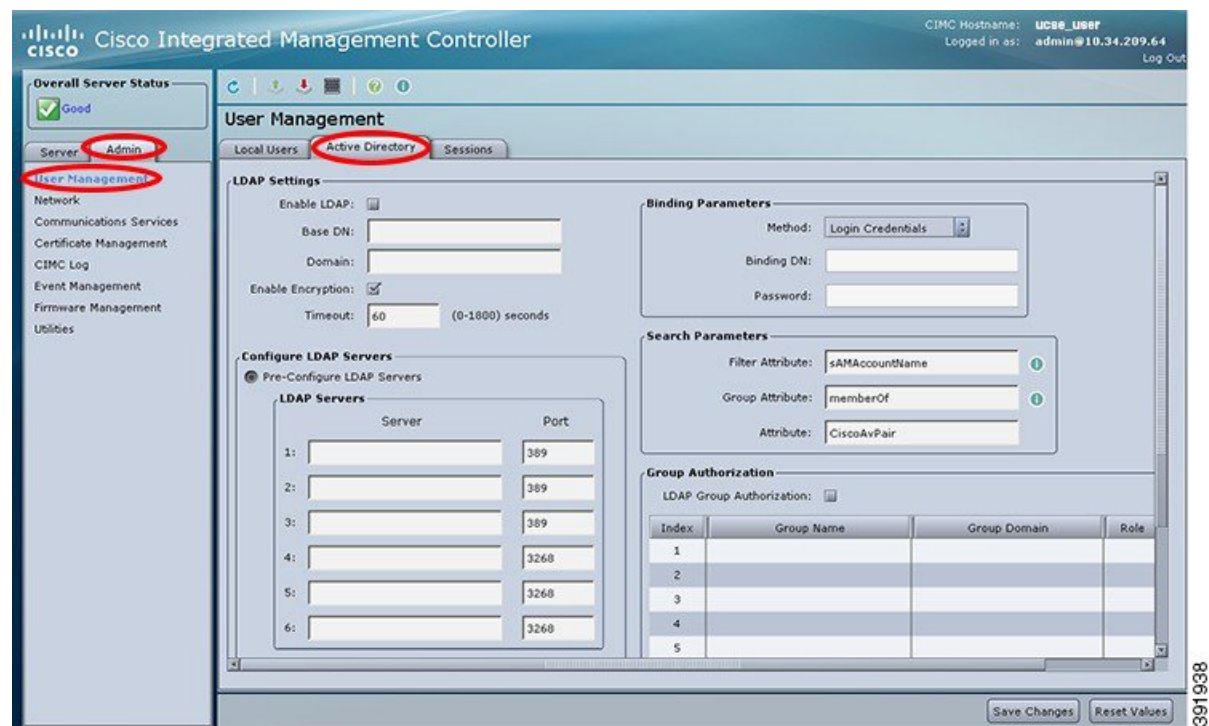 CISCO
Cisco Integrated Management Controller
CIMC Hostname: ucse_user
Logged in as: admin@10.34.209.64
Log Out
Overall Server Status
Good
Server Admin
User Management
Network
Communications Services
Certificate Management
CIMC Log
Event Management
Firmware Management
Utilities
User Management
Local Users Active Directory Sessions
LDAP Settings
Enable LDAP:
Base DN:
Domain:
Enable Encryption:
Timeout: 60 (0-1800) seconds
Configure LDAP Servers
Pre-Configure LDAP Servers
LDAP Servers
Server Port
1: 389
2: 389
3: 389
4: 3268
5: 3268
6: 3268
Binding Parameters
Method: Login Credentials
Binding DN:
Password:
Search Parameters
Filter Attribute: sAMAccountName
Group Attribute: memberOf
Attribute: CiscoAvPair
Group Authorization
LDAP Group Authorization:
Index Group Name Group Domain Role
1
2
3
4
5
Save Changes Reset Values
391938